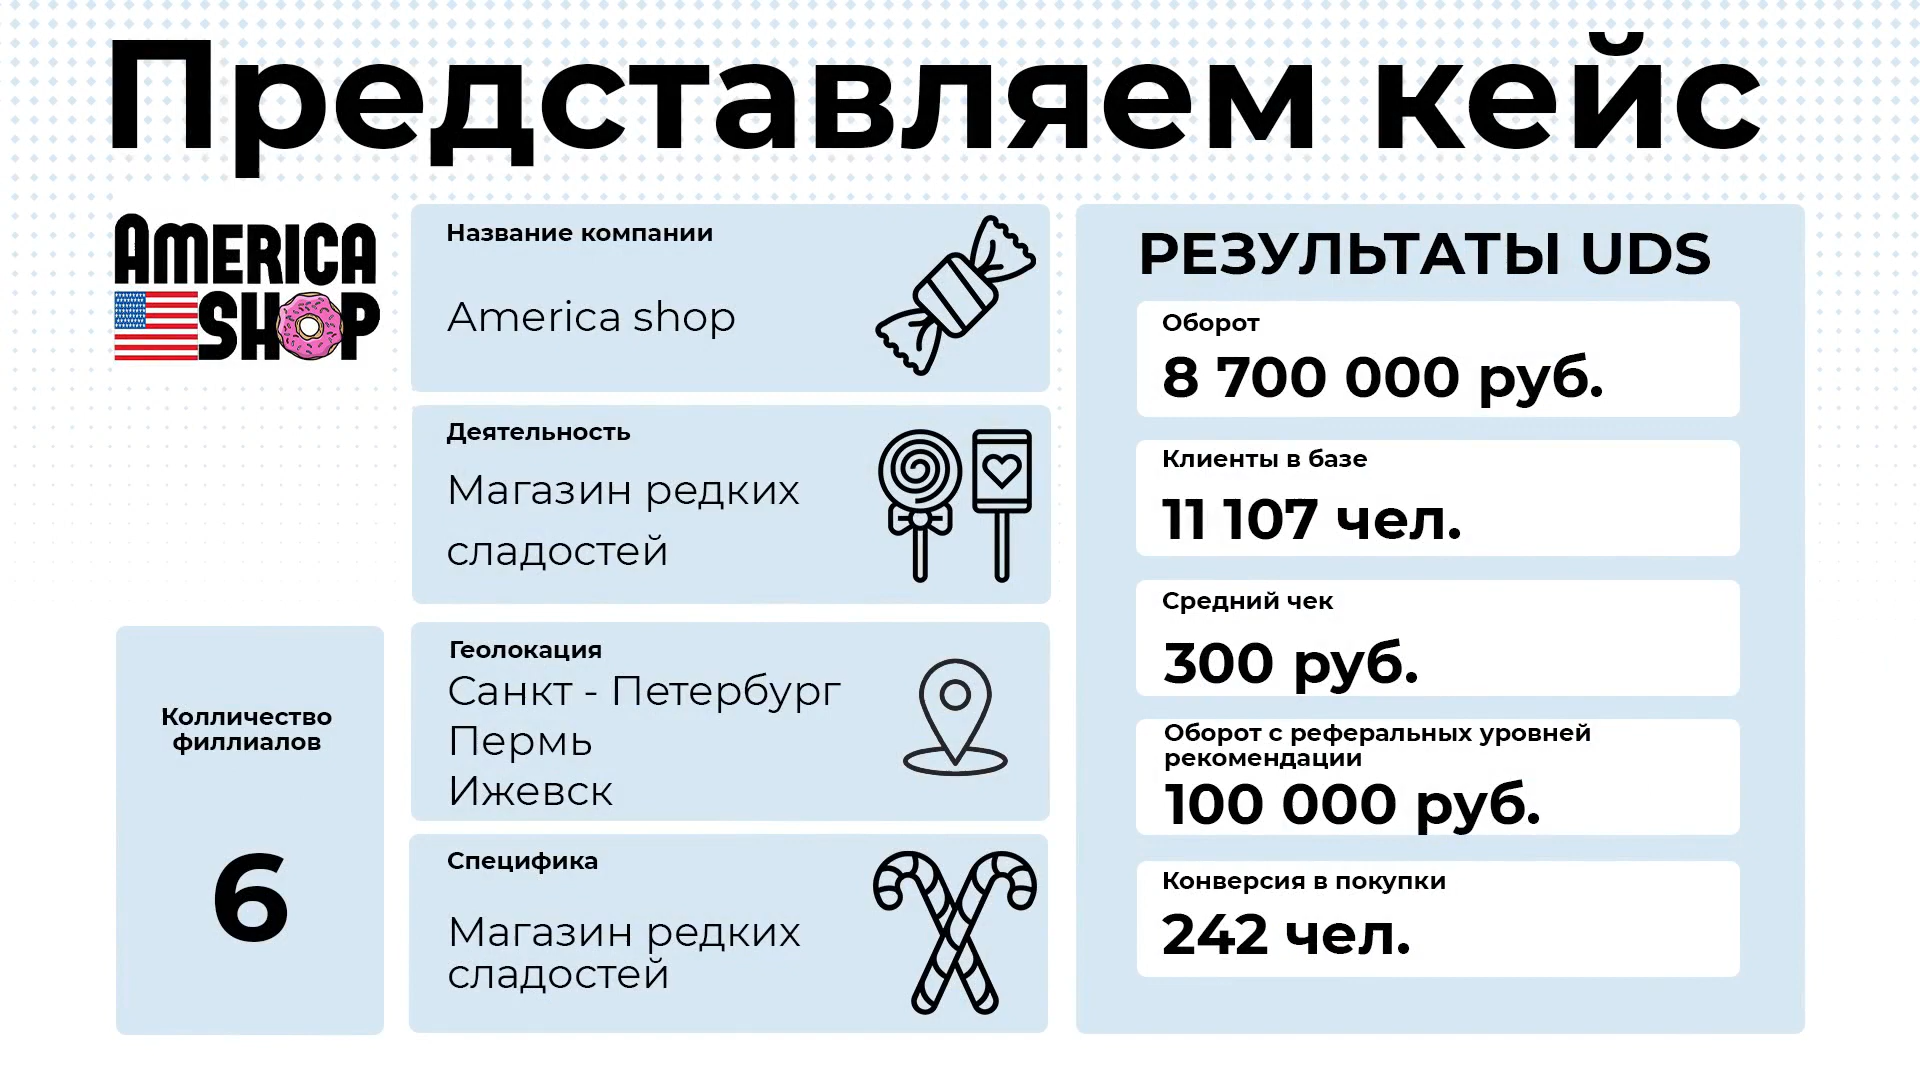 Представляем кейс
AMERICA
SHOP
Название компании
America shop
Деятельность
Магазин редких
сладостей
Геолокация
Санкт - Петербург
Пермь
Ижевск
Специфика
Магазин редких
сладостей
Колличество
филлиалов
6
РЕЗУЛЬТАТЫ UDS
Оборот
8 700 000 руб.
Клиенты в базе
11 107 чел.
Средний чек
300 руб.
Оборот с реферальных уровней
рекомендации
100 000 руб.
Конверсия в покупки
242 чел.